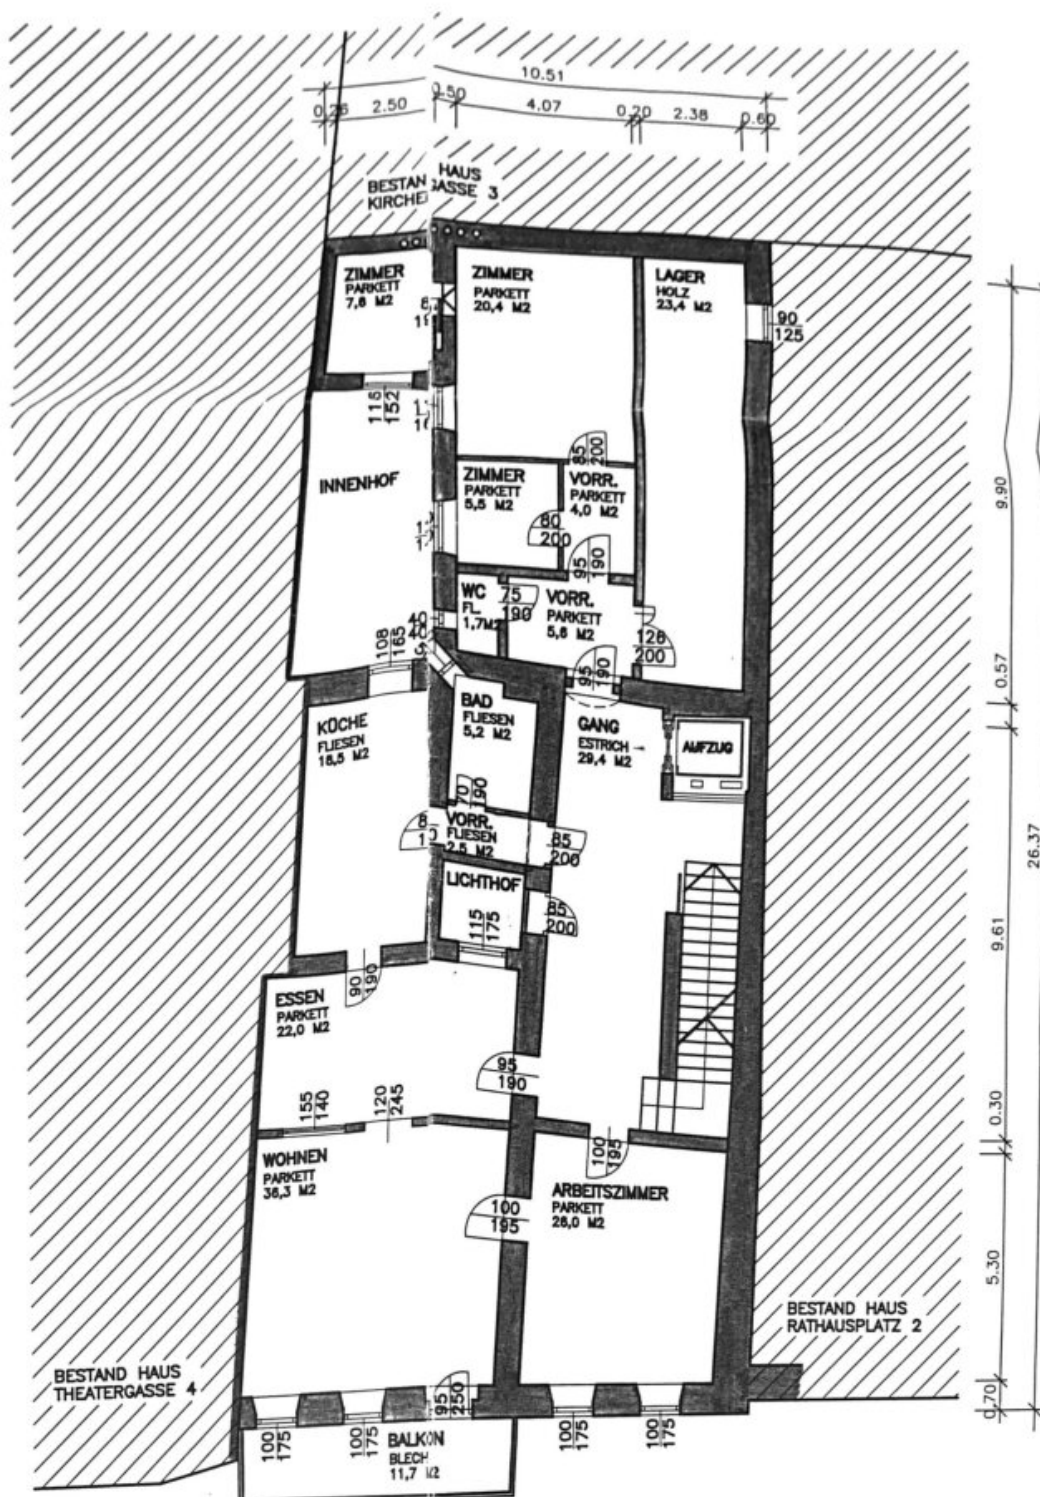 10.51
0.26 2.50 0.50 4.07 0.20 2.38 0.60
BESTAN HAUS
KIRCHE GASSE 3
ZIMMER
PARKETT
7,8 M2
ZIMMER
PARKETT
20,4 M2
LAGER
HOLZ
23,4 M2
90
125
116
152
INNENHOF
85
200
ZIMMER
PARKETT
5,5 M2
VORR.
PARKETT
4,0 M2
80
200
95
190
9.90
WC
FL.
1,7M2
75
190
VORR.
PARKETT
5,6 M2
126
200
40
40
108
165
95
190
0.57
KÜCHE
FLIESEN
18,5 M2
BAD
FLIESEN
5,2 M2
GANG
ESTRICH
29,4 M2
AUFZUG
70
190
VORR.
FLIESEN
2,5 M2
85
200
26.37
LICHTHOF
115
175
85
200
9.61
90
190
ESSEN
PARKETT
22,0 M2
95
190
155
140
120
245
0.30
WOHNEN
PARKETT
36,3 M2
100
195
ARBEITSZIMMER
PARKETT
26,0 M2
100
195
5.30
BESTAND HAUS
RATHAUSPLATZ 2
BESTAND HAUS
THEATERGASSE 4
95
250
0.70
100
175
100
175
100
175
100
175
BALKON
BLECH
11,7 M2